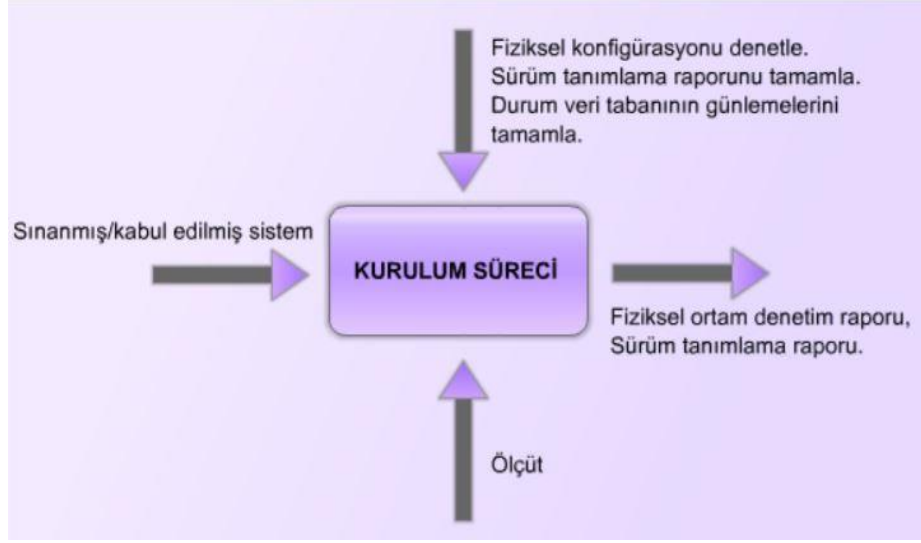 Fiziksel konfigürasyonu denetle.
Sürüm tanımlama raporunu tamamla.
Durum veri tabanının günlemelerini
tamamla.
Sınanmış/kabul edilmiş sistem
KURULUM SÜRECİ
Fiziksel ortam denetim raporu,
Sürüm tanımlama raporu.
Ölçüt